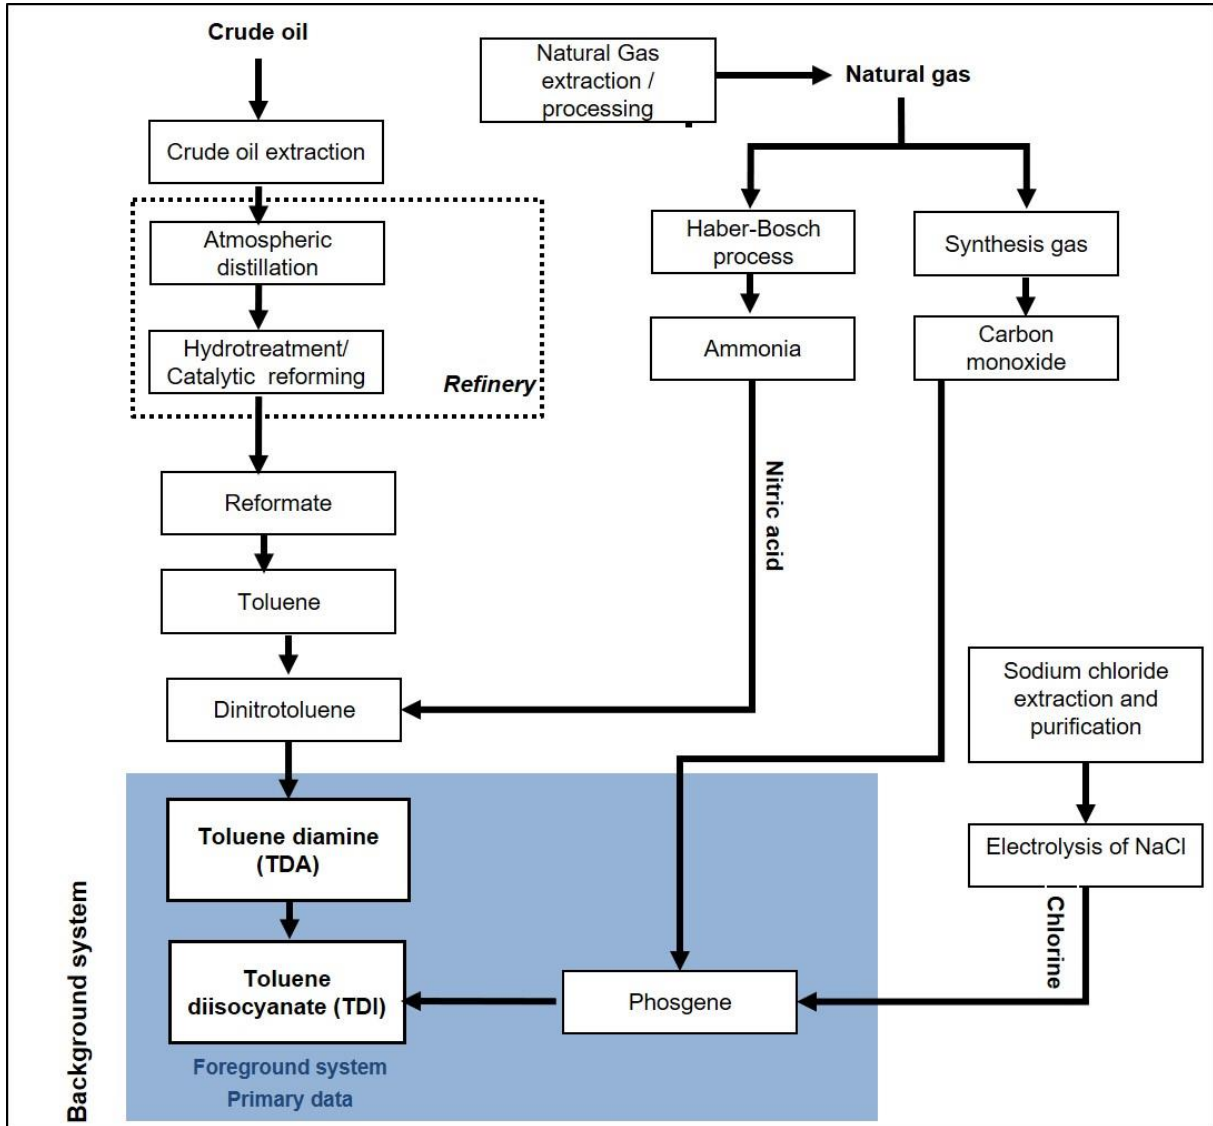 Crude oil
Natural Gas
extraction /
processing
Natural gas
Crude oil extraction
Atmospheric
distillation
Haber-Bosch
process
Synthesis gas
Hydrotreatment/
Catalytic reforming
Refinery
Ammonia
Carbon
monoxide
Reformate
Nitric acid
Toluene
Dinitrotoluene
Sodium chloride
extraction and
purification
Toluene diamine
(TDA)
Electrolysis of NaCl
Chlorine
Toluene
diisocyanate (TDI)
Phosgene
Foreground system
Primary data
Background system